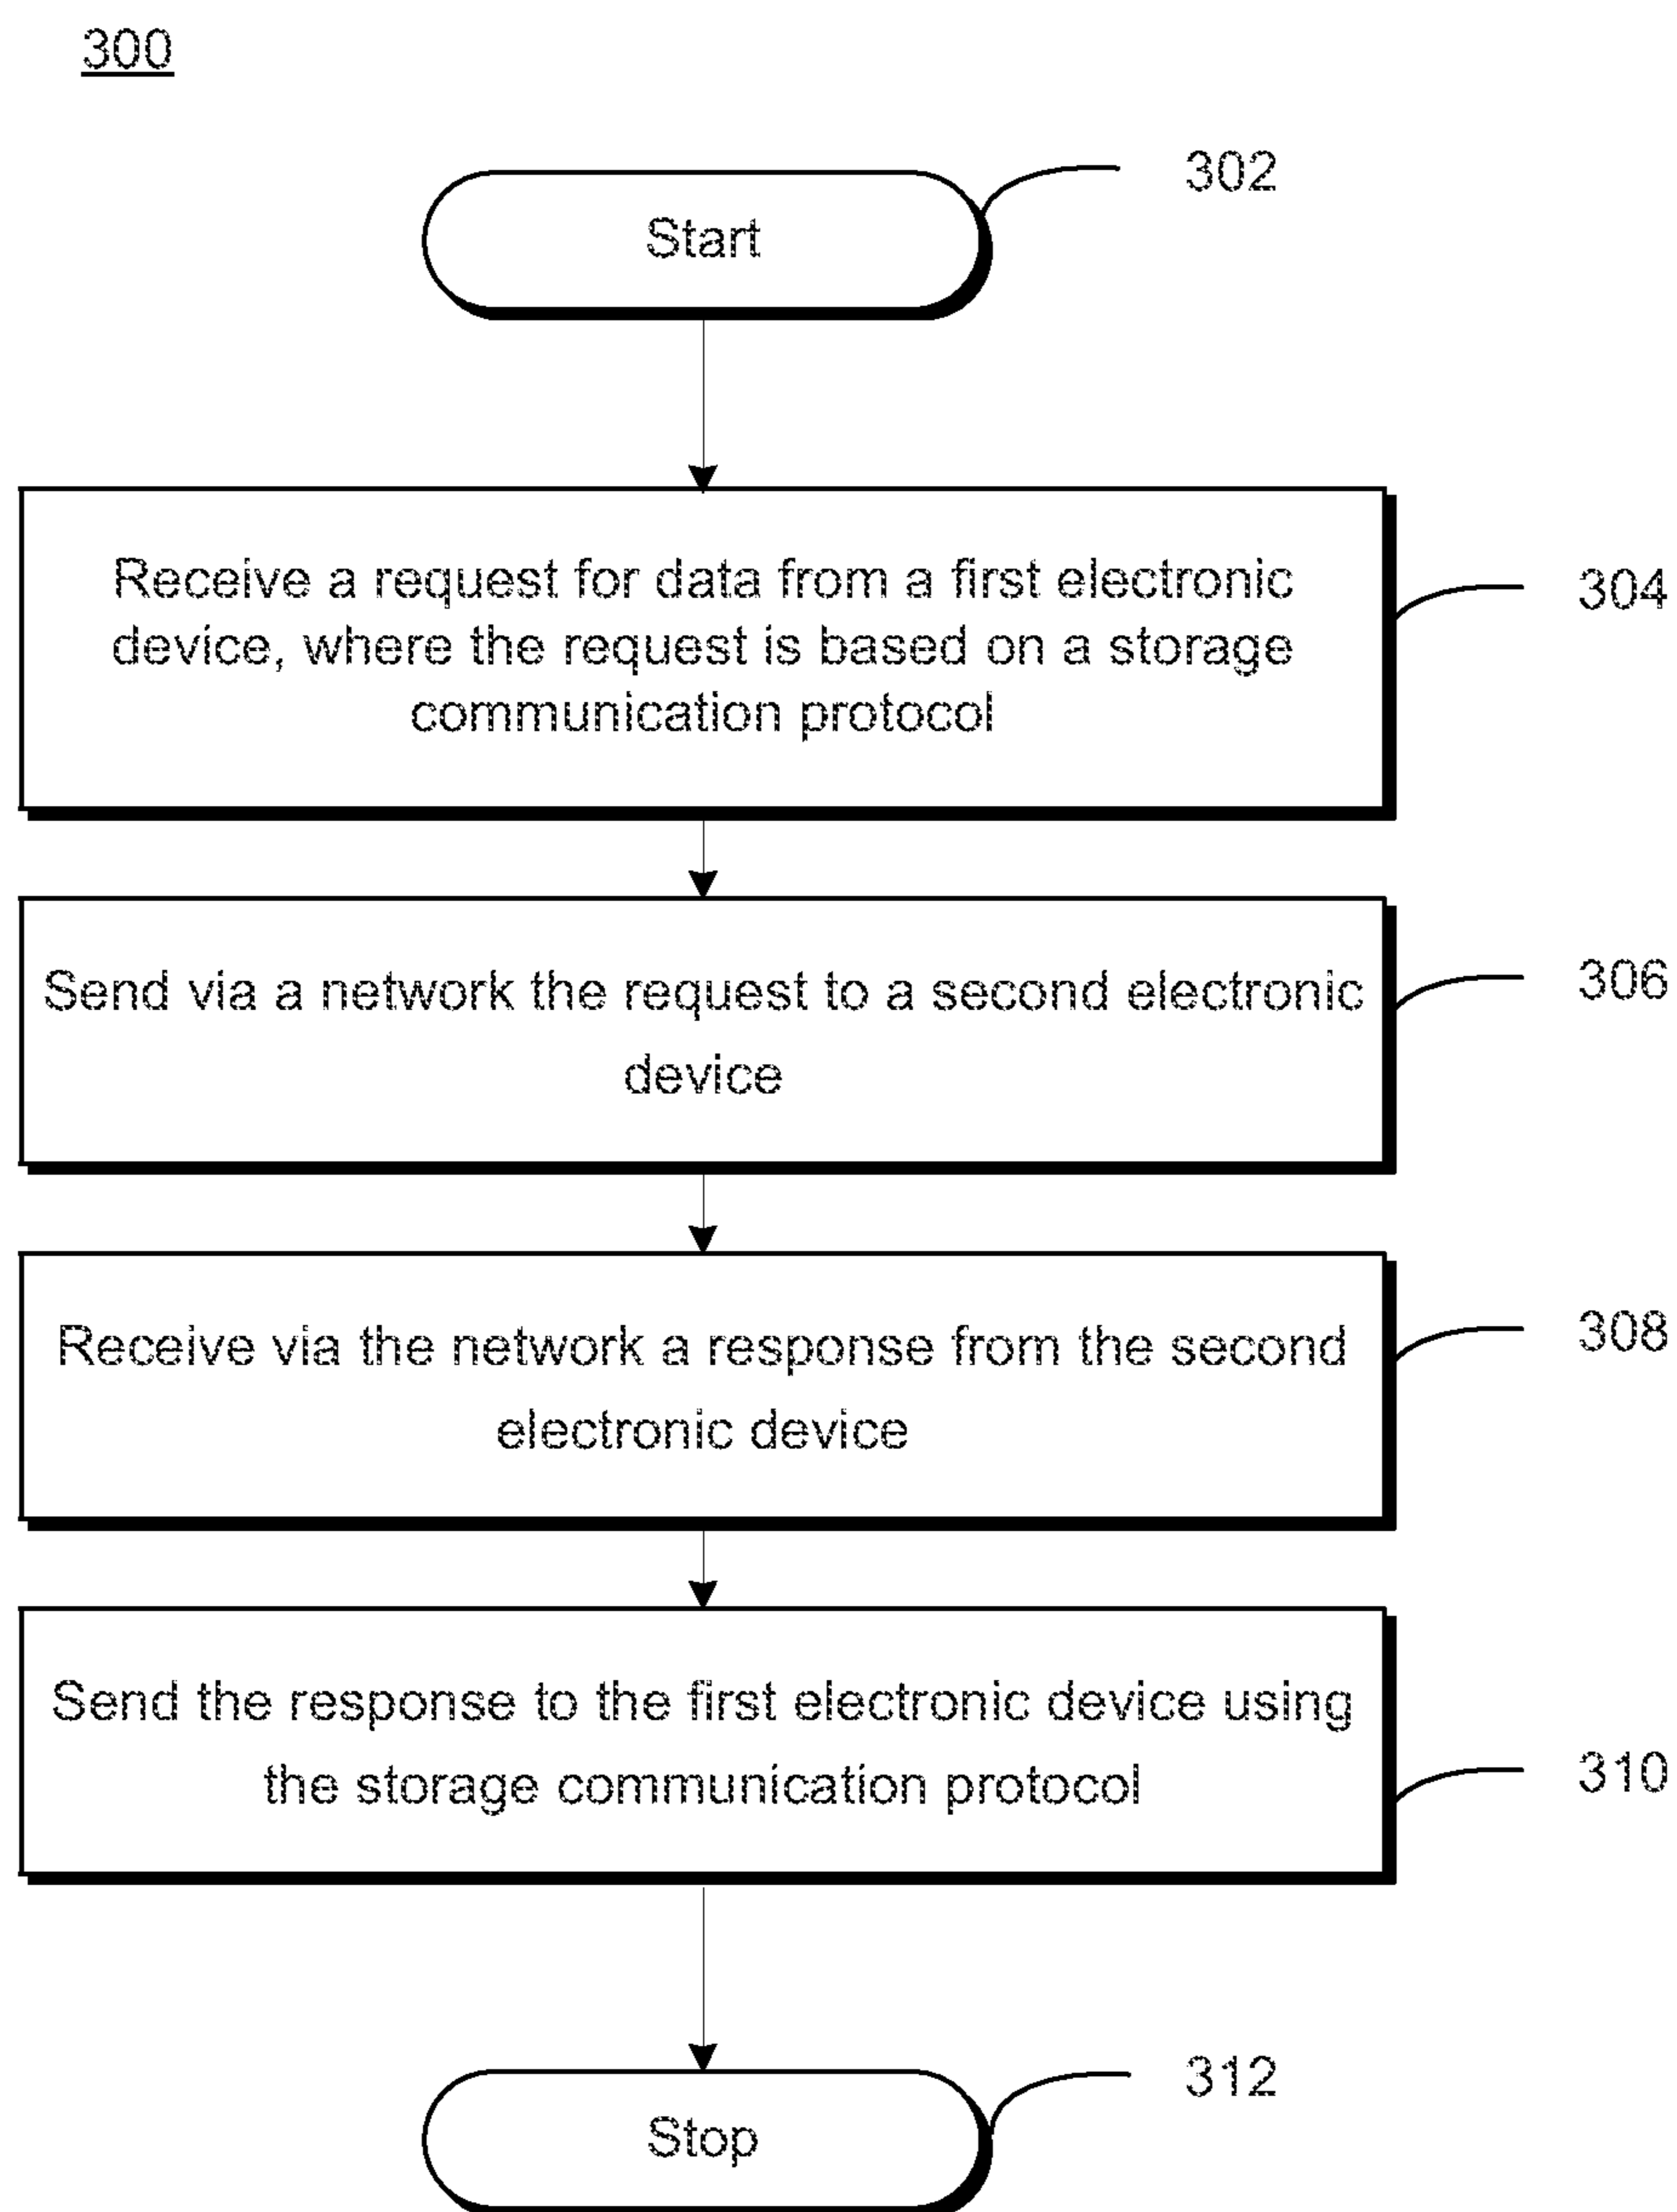 300
302
Start
Receive a request for data from a first electronic
device, where the request is based on a storage
communication protocol
304
Send via a network the request to a second electronic
device
306
Receive via the network a response from the second
electronic device
308
Send the response to the first electronic device using
the storage communication protocol
310
312
Stop